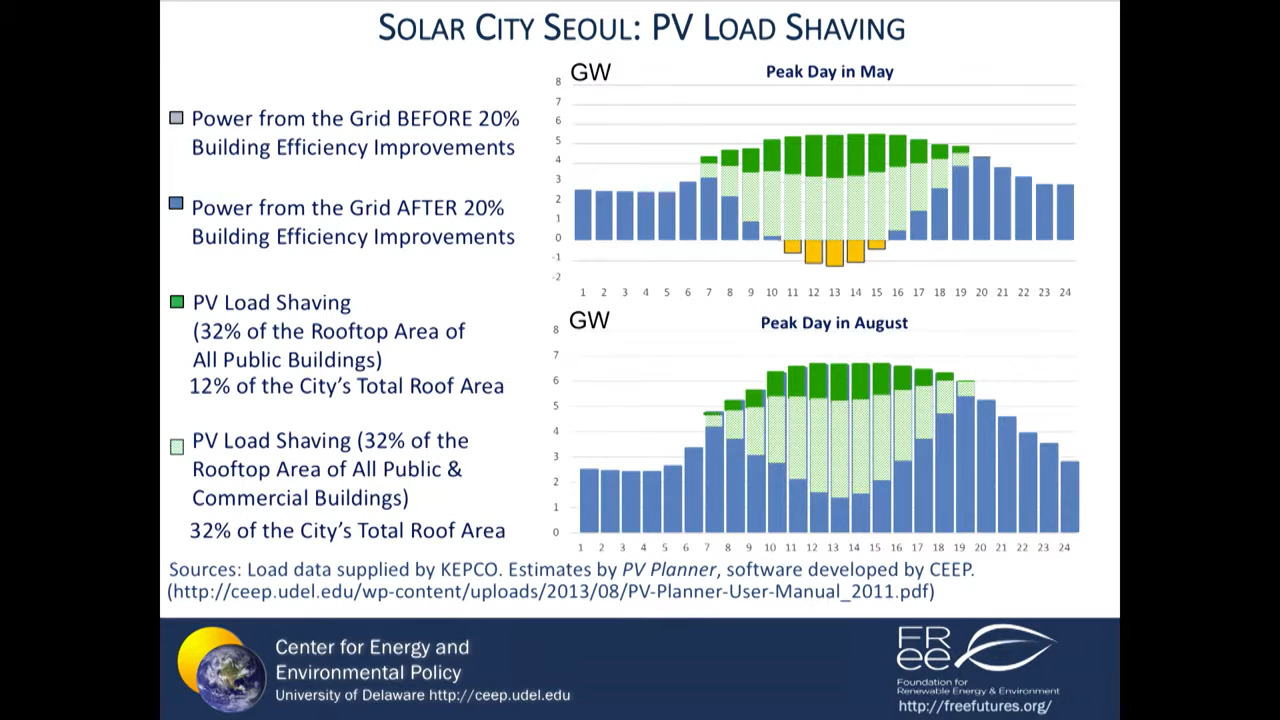 SOLAR CITY SEOUL: PV LOAD SHAVING
Power from the Grid BEFORE 20%
Building Efficiency Improvements
Power from the Grid AFTER 20%
Building Efficiency Improvements
PV Load Shaving
(32% of the Rooftop Area of
All Public Buildings)
12% of the City's Total Roof Area
PV Load Shaving (32% of the
Rooftop Area of All Public &
Commercial Buildings)
32% of the City's Total Roof Area
GW
Peak Day in May
8
7
6
5
4
3
2
1
0
-1
-2
1 2 3 4 5 6 7 8 9 10 11 12 13 14 15 16 17 18 19 20 21 22 23 24
GW
Peak Day in August
8
7
6
5
4
3
2
1
0
1 2 3 4 5 6 7 8 9 10 11 12 13 14 15 16 17 18 19 20 21 22 23 24
Sources: Load data supplied by KEPCO. Estimates by PV Planner, software developed by CEEP.
(http://ceep.udel.edu/wp-content/uploads/2013/08/PV-Planner-User-Manual_2011.pdf)
Center for Energy and
Environmental Policy
University of Delaware http://ceep.udel.edu
FR
ee
Foundation for
Renewable Energy & Environment
http://freefutures.org/